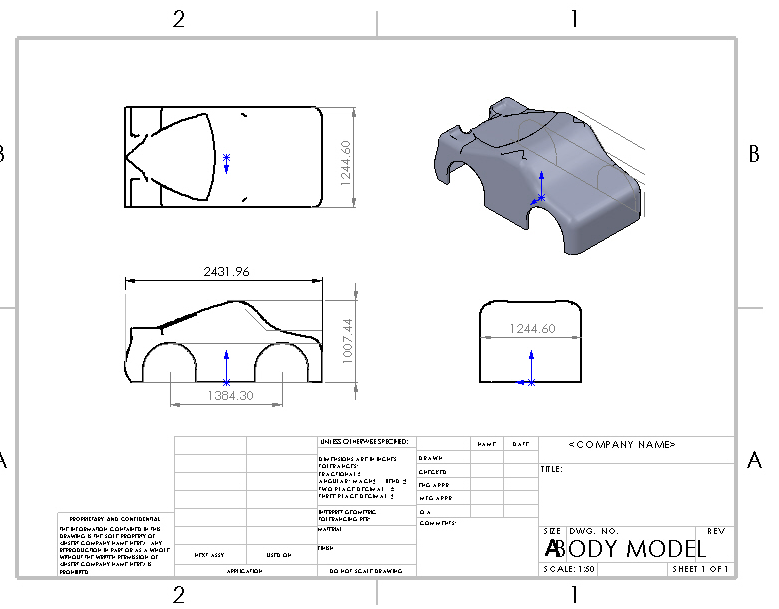 2
1
B
B
1244.60
2431.96
1007.44
1244.60
1384.30
A
A
UNLESS OTHERWISE SPECIFIED:
DIMENSIONS ARE IN INCHES
TOLERANCES:
FRACTIONAL ±
ANGULAR: MACH ± BEND ±
TWO PLACE DECIMAL ±
THREE PLACE DECIMAL ±
INTERPRET GEOMETRIC
TOLERANCING PER:
MATERIAL
FINISH
DO NOT SCALE DRAWING
NAME
DATE
DRAWN
CHECKED
ENG APPR.
MFG APPR.
Q.A.
COMMENTS:
<COMPANY NAME>
TITLE:
SIZE
DWG. NO.
REV
A
BODY MODEL
SCALE: 1:50
SHEET 1 OF 1
PROPRIETARY AND CONFIDENTIAL
THE INFORMATION CONTAINED IN THIS
DRAWING IS THE SOLE PROPERTY OF
<INSERT COMPANY NAME HERE>. ANY
REPRODUCTION IN PART OR AS A WHOLE
WITHOUT THE WRITTEN PERMISSION OF
<INSERT COMPANY NAME HERE> IS
PROHIBITED.
NEXT ASSY
USED ON
APPLICATION
2
1